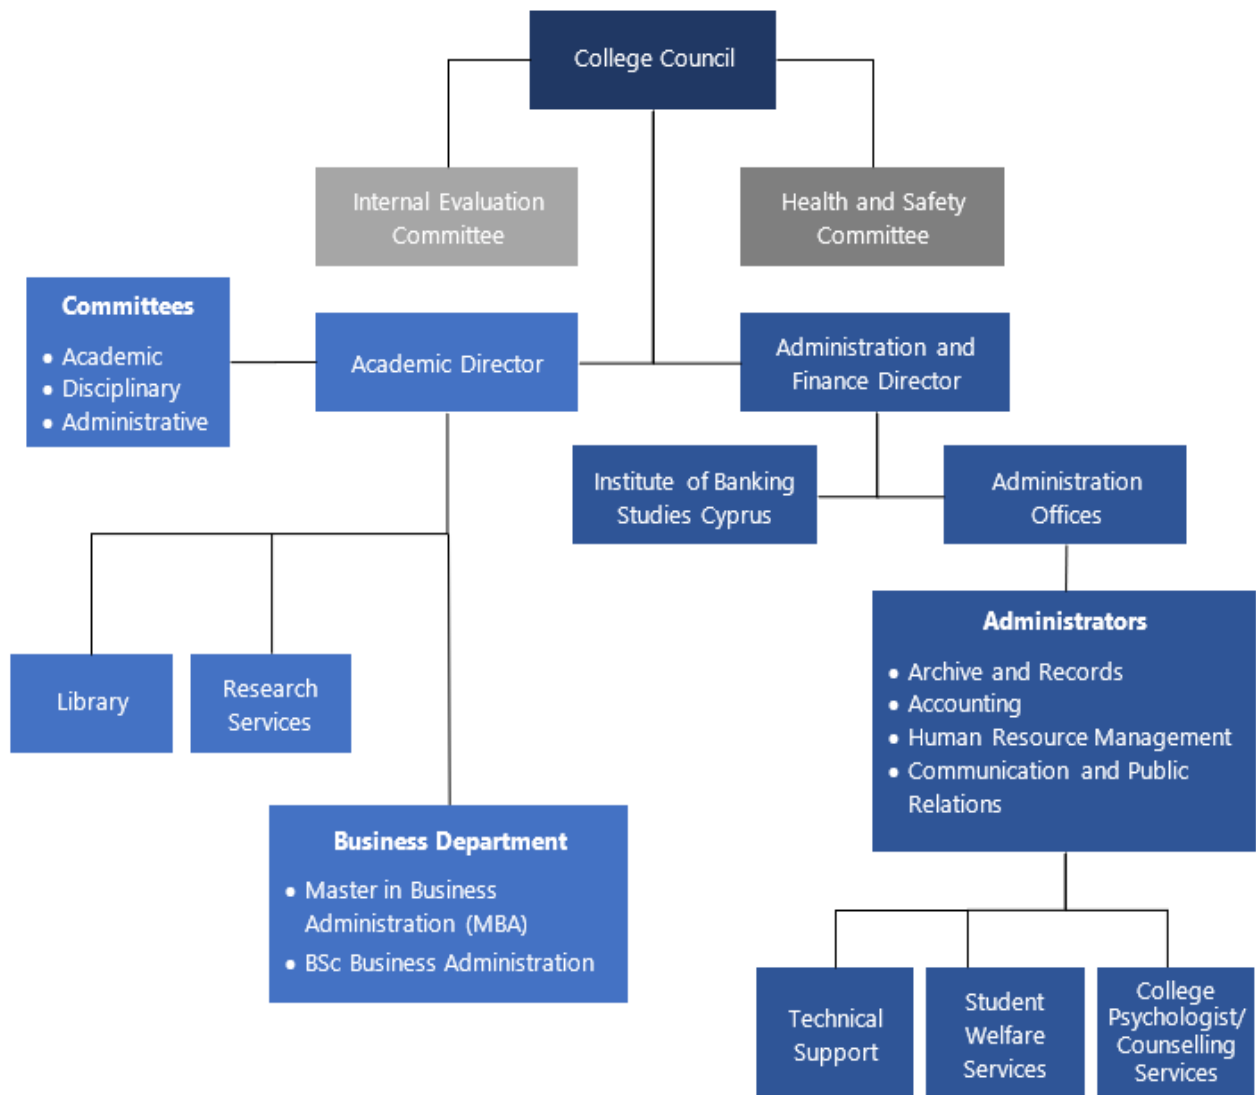 College Council
Internal Evaluation
Committee
Health and Safety
Committee
Committees
• Academic
• Disciplinary
• Administrative
Academic Director
Administration and
Finance Director
Institute of Banking
Studies Cyprus
Administration
Offices
Administrators
• Archive and Records
• Accounting
• Human Resource Management
• Communication and Public
Relations
Library
Research
Services
Business Department
• Master in Business
Administration (MBA)
• BSc Business Administration
Technical
Support
Student
Welfare
Services
College
Psychologist/
Counselling
Services